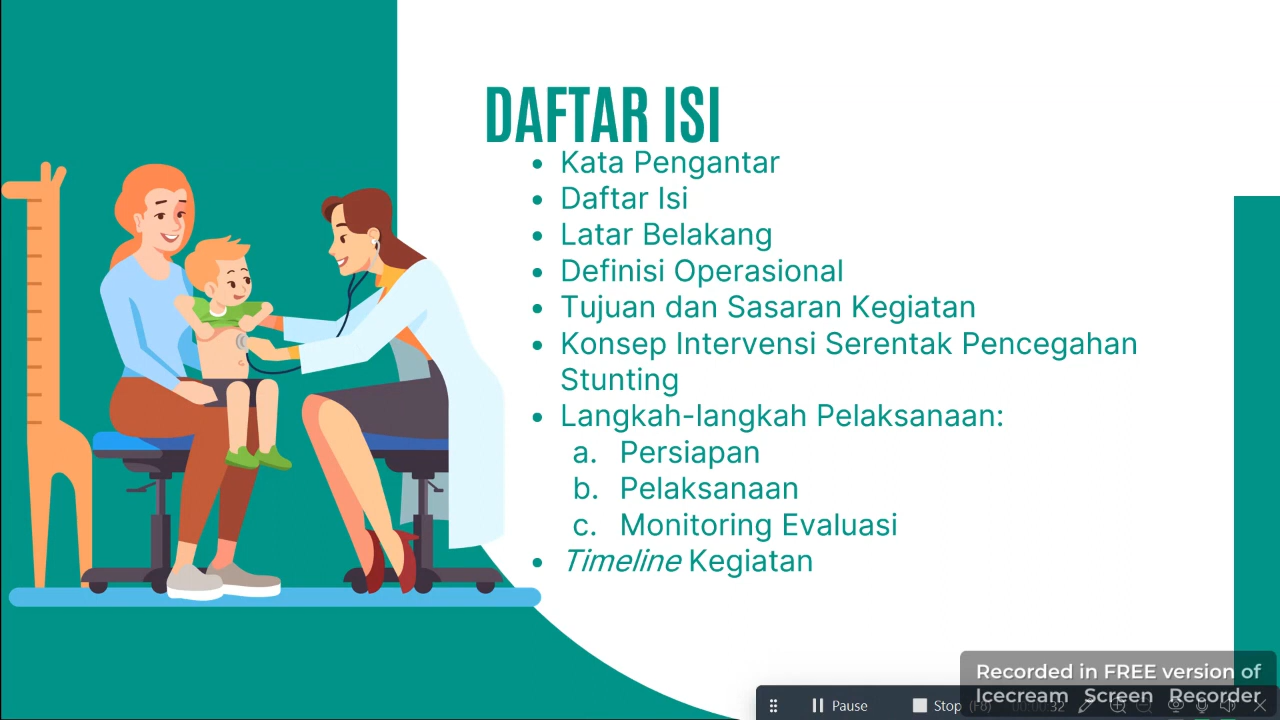 DAFTAR ISI
• Kata Pengantar
• Daftar Isi
• Latar Belakang
• Definisi Operasional
• Tujuan dan Sasaran Kegiatan
• Konsep Intervensi Serentak Pencegahan
Stunting
• Langkah-langkah Pelaksanaan:
a. Persiapan
b. Pelaksanaan
c. Monitoring Evaluasi
• Timeline Kegiatan
Recorded in FREE version of
Icecream Screen Recorder
Pause
Stop (F8)